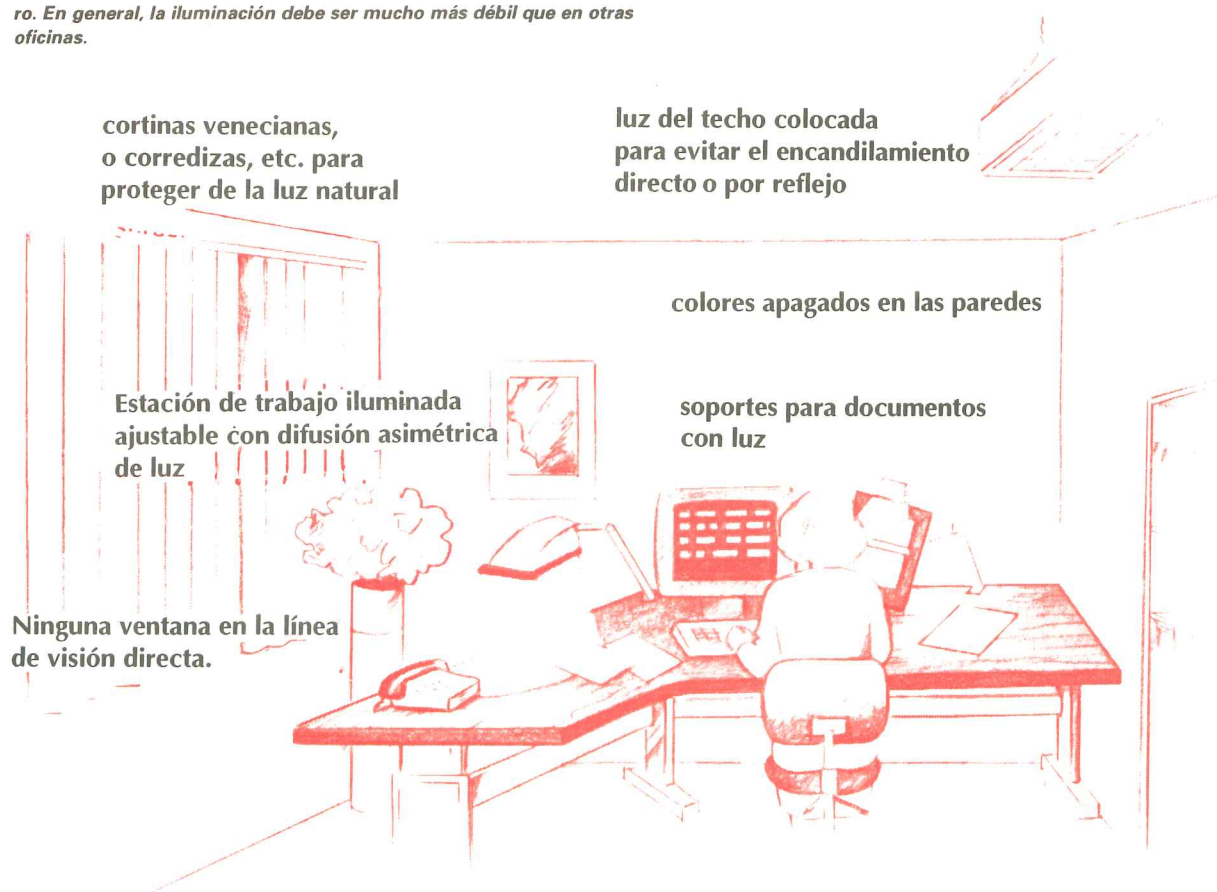 ro. En general, la iluminación debe ser mucho más débil que en otras
oficinas.
cortinas venecianas,
o corredizas, etc. para
proteger de la luz natural
luz del techo colocada
para evitar el encandilamiento
directo o por reflejo
colores apagados en las paredes
Estación de trabajo iluminada
ajustable con difusión asimétrica
de luz
soportes para documentos
con luz
Ninguna ventana en la línea
de visión directa.